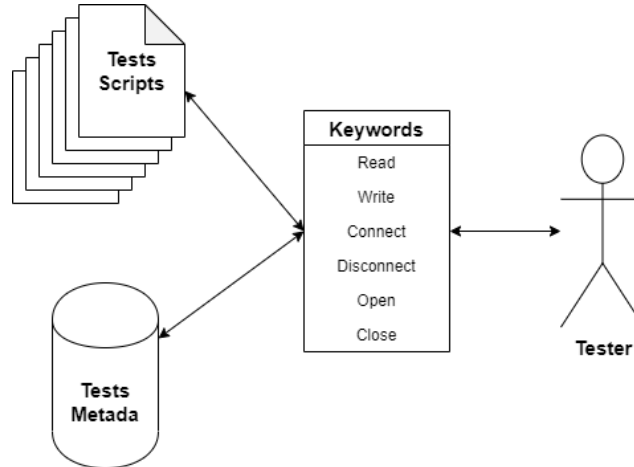 Tests
Scripts
Keywords
Read
Write
Connect
Disconnect
Open
Close
Tester
Tests
Metada